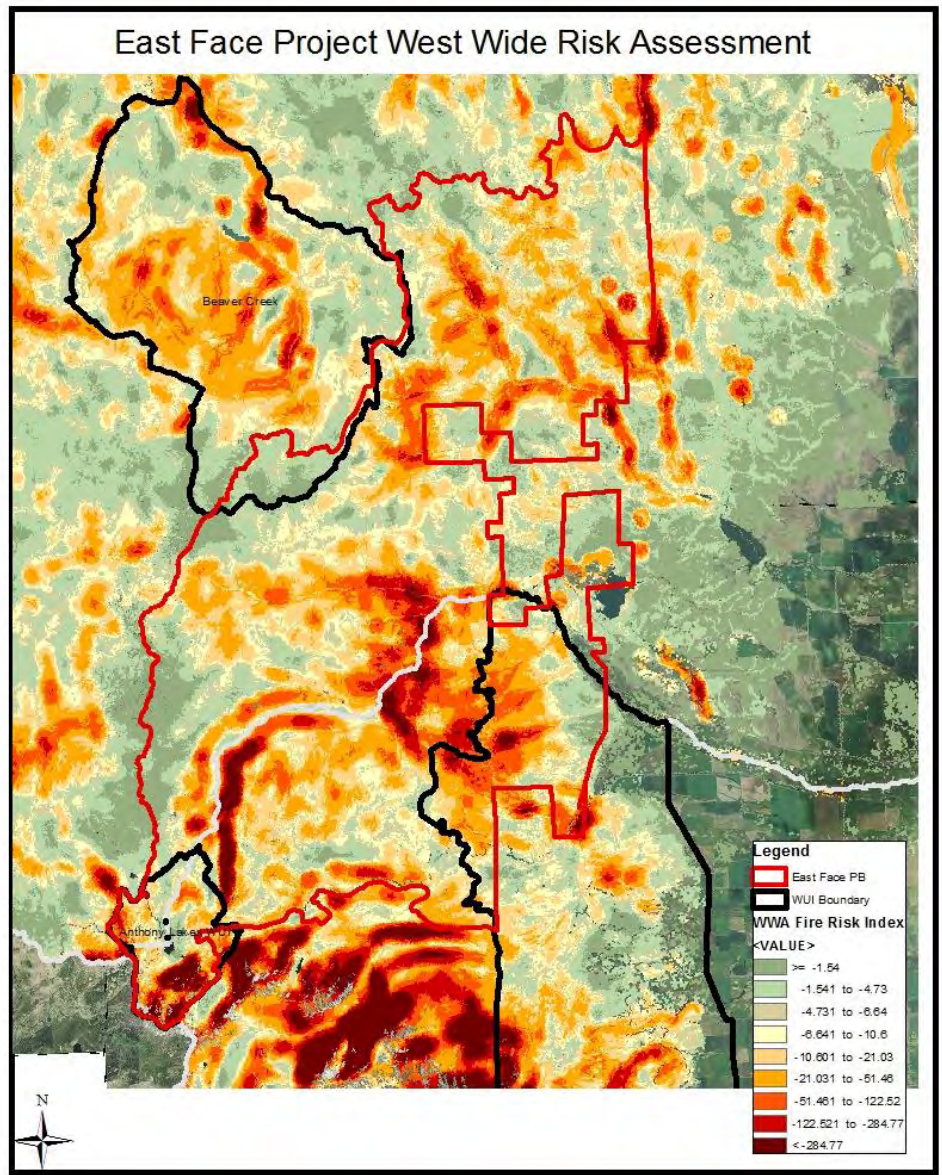 East Face Project West Wide Risk Assessment
Beaver Creek
Anthony Lakes WUI
Legend
East Face PB
WUI Boundary
WWA Fire Risk Index
<VALUE>
>= -1.54
-1.541 to -4.73
-4.731 to -6.64
-6.641 to -10.6
-10.601 to -21.03
-21.031 to -51.46
-51.461 to -122.52
-122.521 to -284.77
< -284.77
N